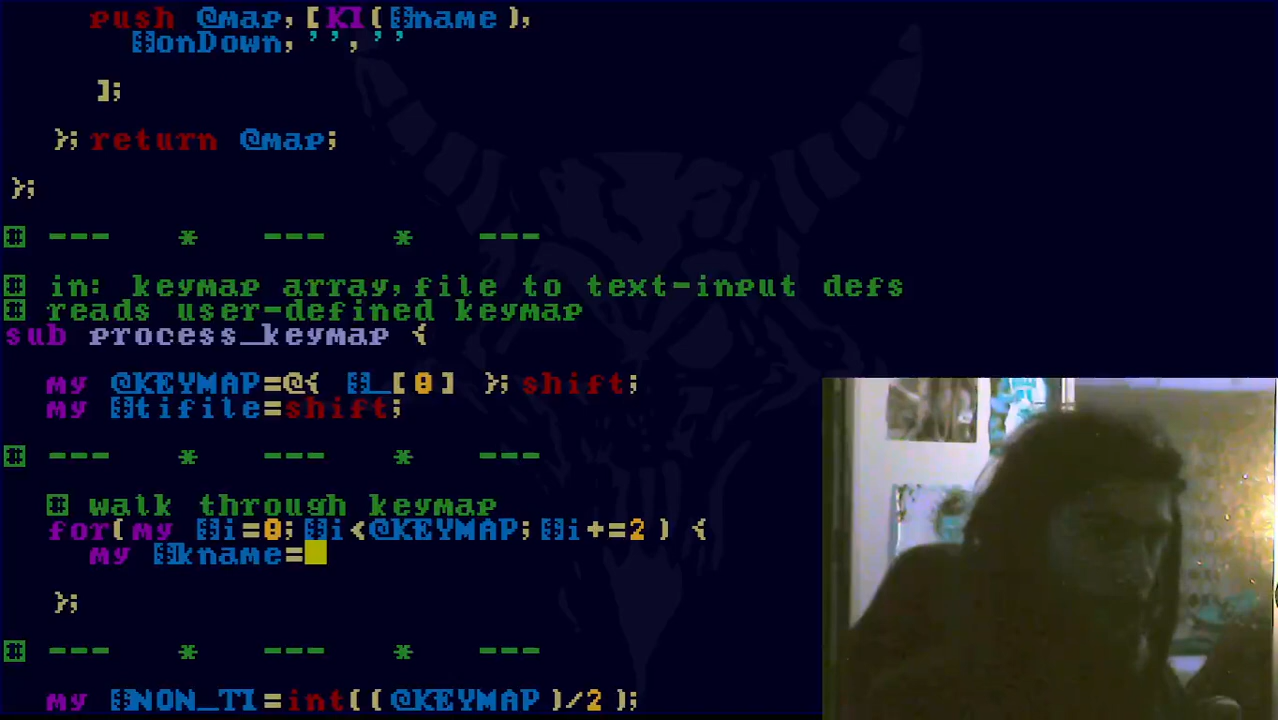 push @map,[KI($name),
$onDown,'',''
];
}; return @map;
};
# --- * --- * ---
# in: keymap array,file to text-input defs
# reads user-defined keymap
sub process_keymap {
my @KEYMAP=@{ $_[0] }; shift;
my $tifile=shift;
# --- * --- * ---
# walk through keymap
for(my $i=0;$i<@KEYMAP;$i+=2) {
my $kname=
};
# --- * --- * ---
my $NON_TI=int((@KEYMAP)/2);